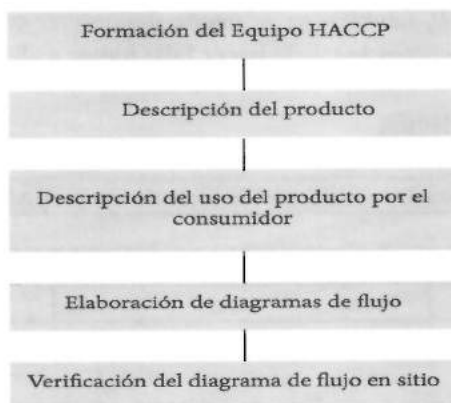 Formación del Equipo HACCP
Descripción del producto
Descripción del uso del producto por el
consumidor
Elaboración de diagramas de flujo
Verificación del diagrama de flujo en sitio